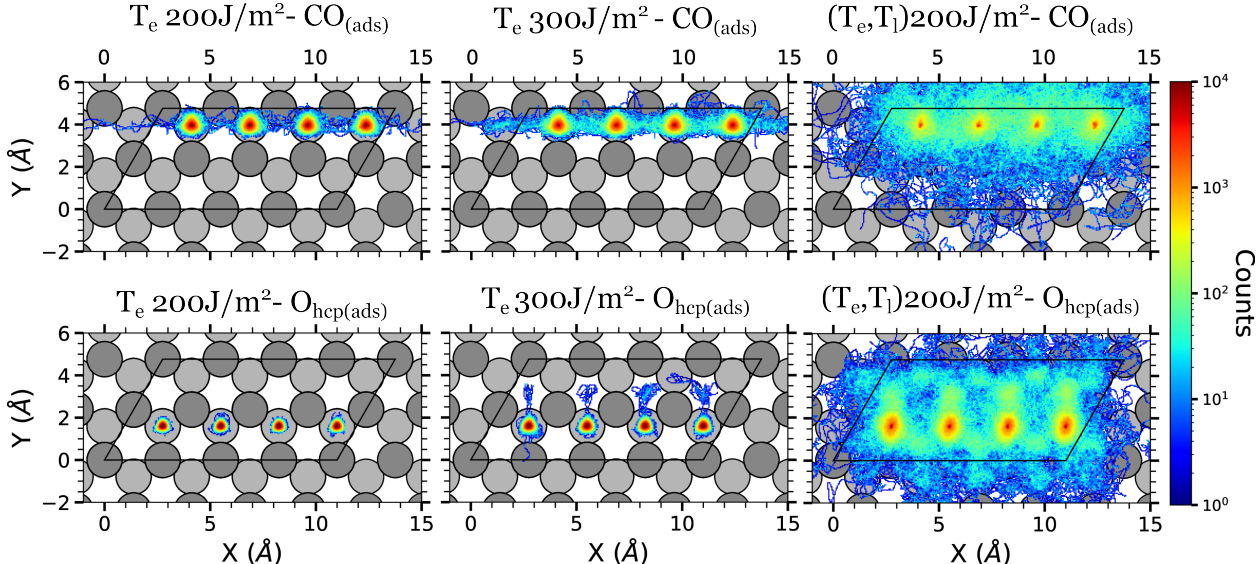 Tₑ 200J/m²- CO₍ads₎ Tₑ 300J/m²- CO₍ads₎ (Tₑ,Tₗ)200J/m²- CO₍ads₎
0 5 10 15 0 5 10 15 0 5 10 15
6
4
2
0
−2
Y (Å)
Tₑ 200J/m²- O_hcp(ads) Tₑ 300J/m²- O_hcp(ads) (Tₑ,Tₗ)200J/m²- O_hcp(ads)
6
4
2
0
−2
Y (Å)
0 5 10 15 0 5 10 15 0 5 10 15
X (Å) X (Å) X (Å)
10⁴
10³
10²
10¹
10⁰
Counts